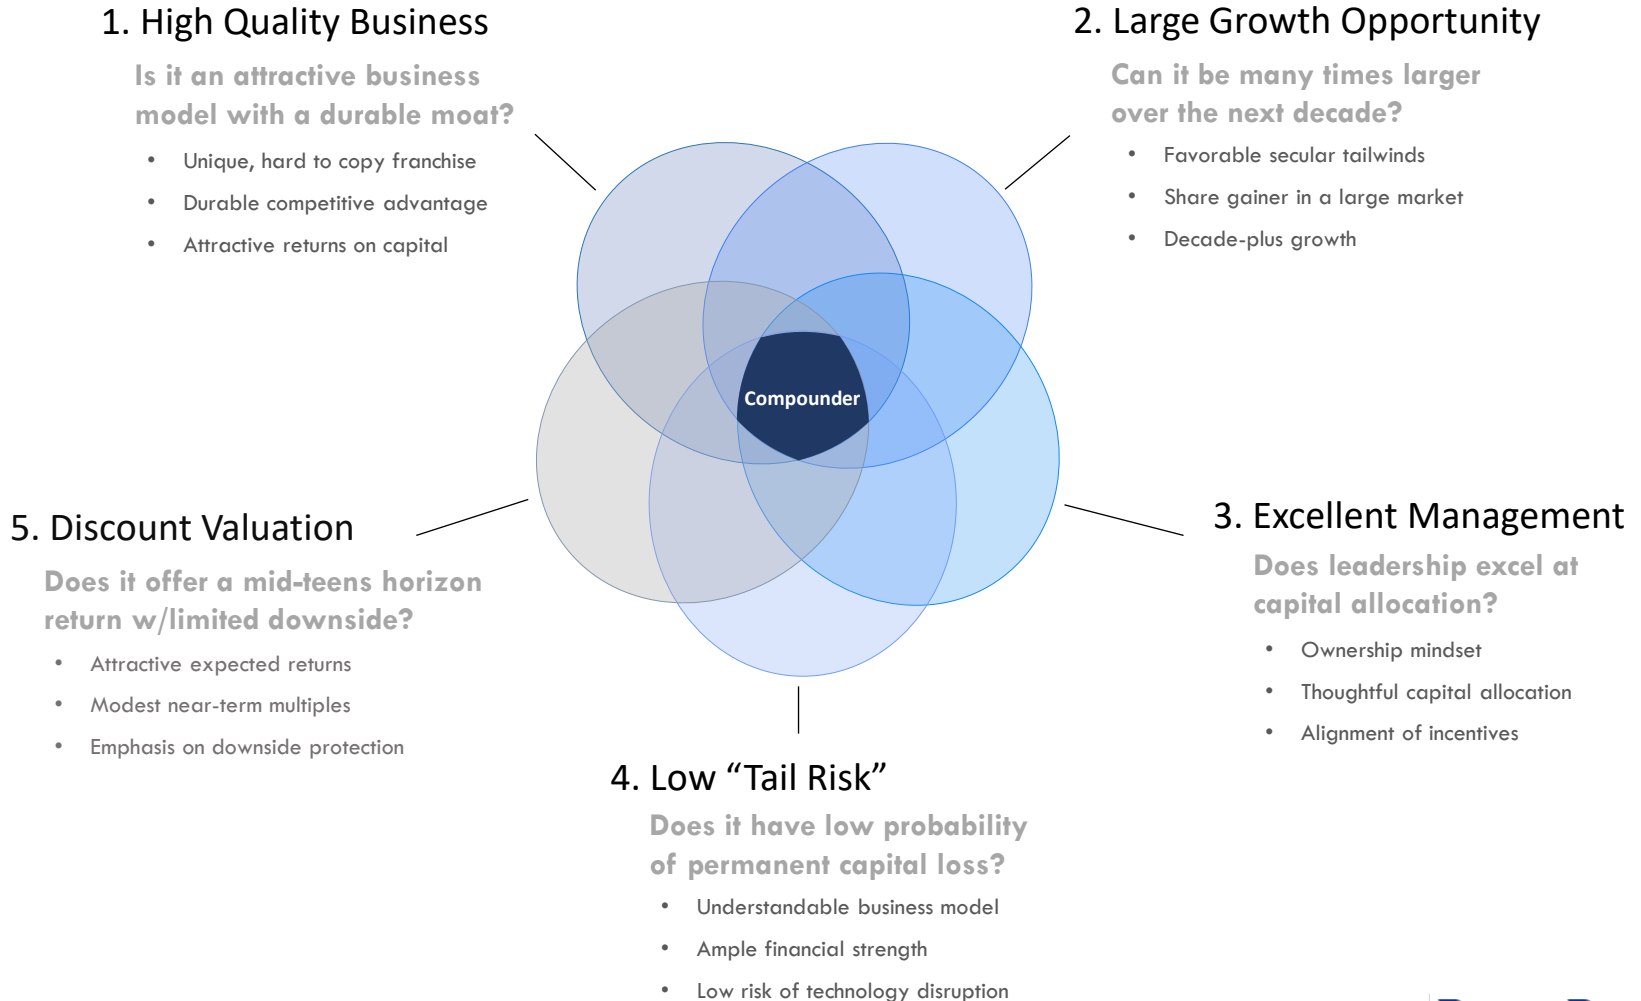 1. High Quality Business
Is it an attractive business
model with a durable moat?
• Unique, hard to copy franchise
• Durable competitive advantage
• Attractive returns on capital
2. Large Growth Opportunity
Can it be many times larger
over the next decade?
• Favorable secular tailwinds
• Share gainer in a large market
• Decade-plus growth
Compounder
3. Excellent Management
Does leadership excel at
capital allocation?
• Ownership mindset
• Thoughtful capital allocation
• Alignment of incentives
4. Low “Tail Risk”
Does it have low probability
of permanent capital loss?
• Understandable business model
• Ample financial strength
• Low risk of technology disruption
5. Discount Valuation
Does it offer a mid-teens horizon
return w/limited downside?
• Attractive expected returns
• Modest near-term multiples
• Emphasis on downside protection